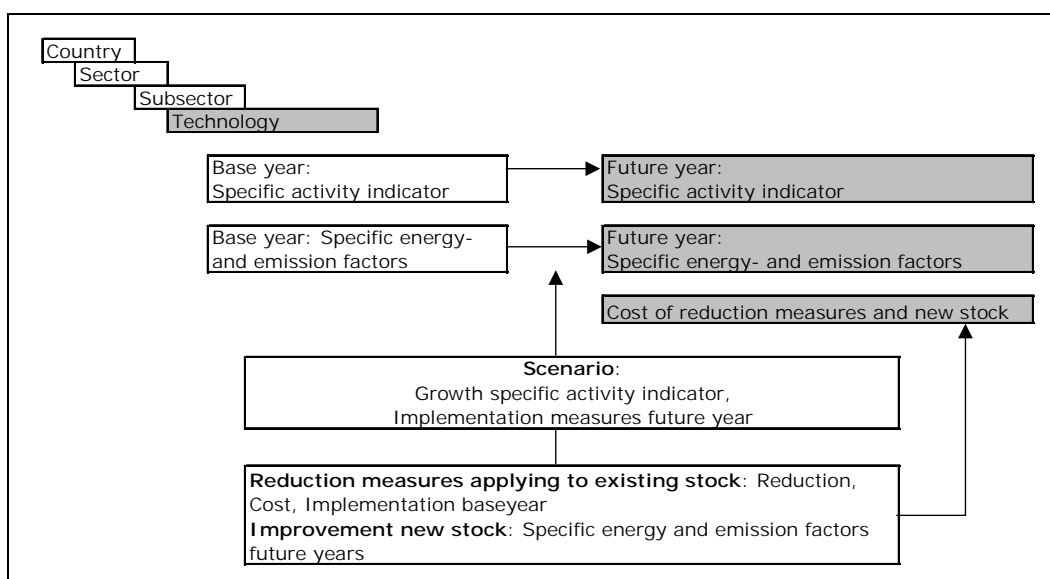 Country
Sector
Subsector
Technology
Base year:
Specific activity indicator
Future year:
Specific activity indicator
Base year: Specific energy-
and emission factors
Future year:
Specific energy- and emission factors
Cost of reduction measures and new stock
Scenario:
Growth specific activity indicator,
Implementation measures future year
Reduction measures applying to existing stock: Reduction,
Cost, Implementation baseyear
Improvement new stock: Specific energy and emission factors
future years